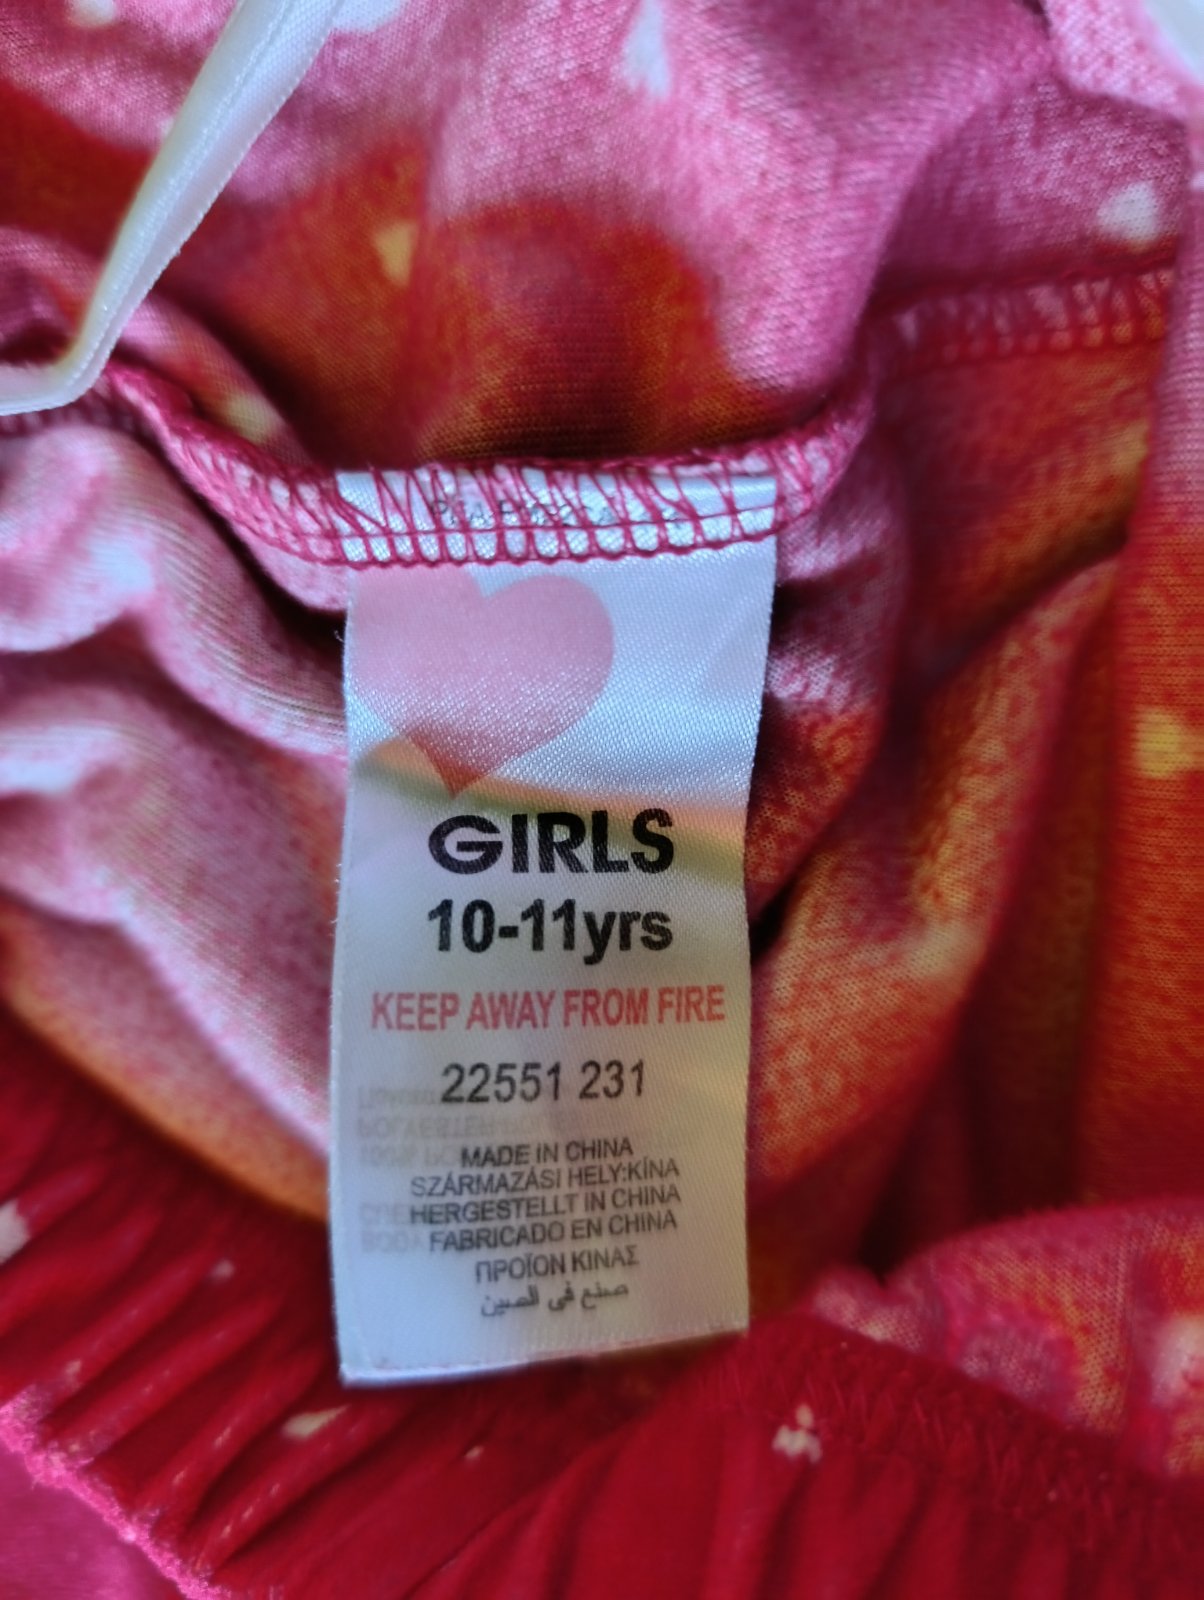 GIRLS
10-11yrs
KEEP AWAY FROM FIRE
22551 231
MADE IN CHINA
SZÁRMAZÁSI HELY:KÍNA
HERGESTELLT IN CHINA
FABRICADO EN CHINA
ΠΡΟΪΟΝ ΚΙΝΑΣ
صنع في الصين